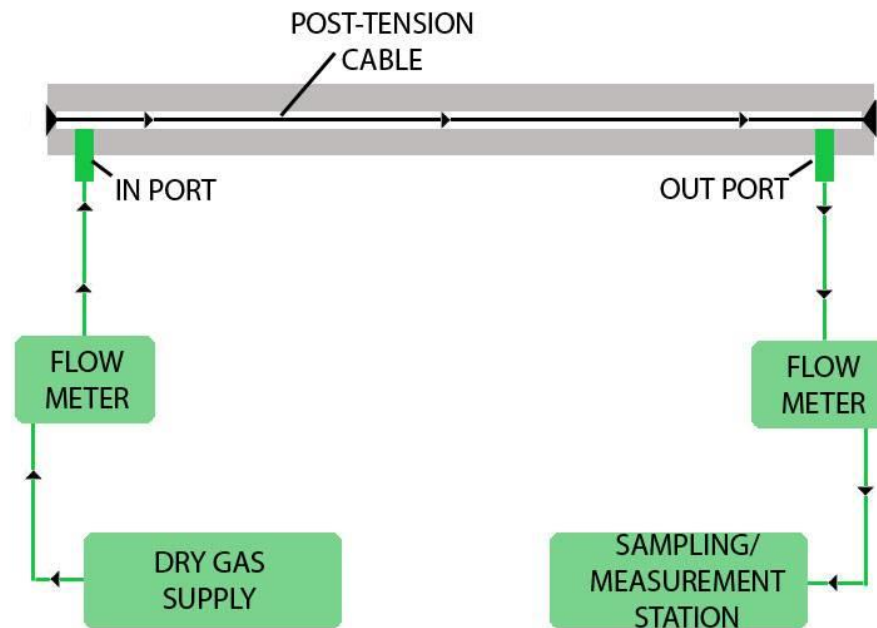 POST-TENSION
CABLE
IN PORT
OUT PORT
FLOW
METER
FLOW
METER
DRY GAS
SUPPLY
SAMPLING/
MEASUREMENT
STATION